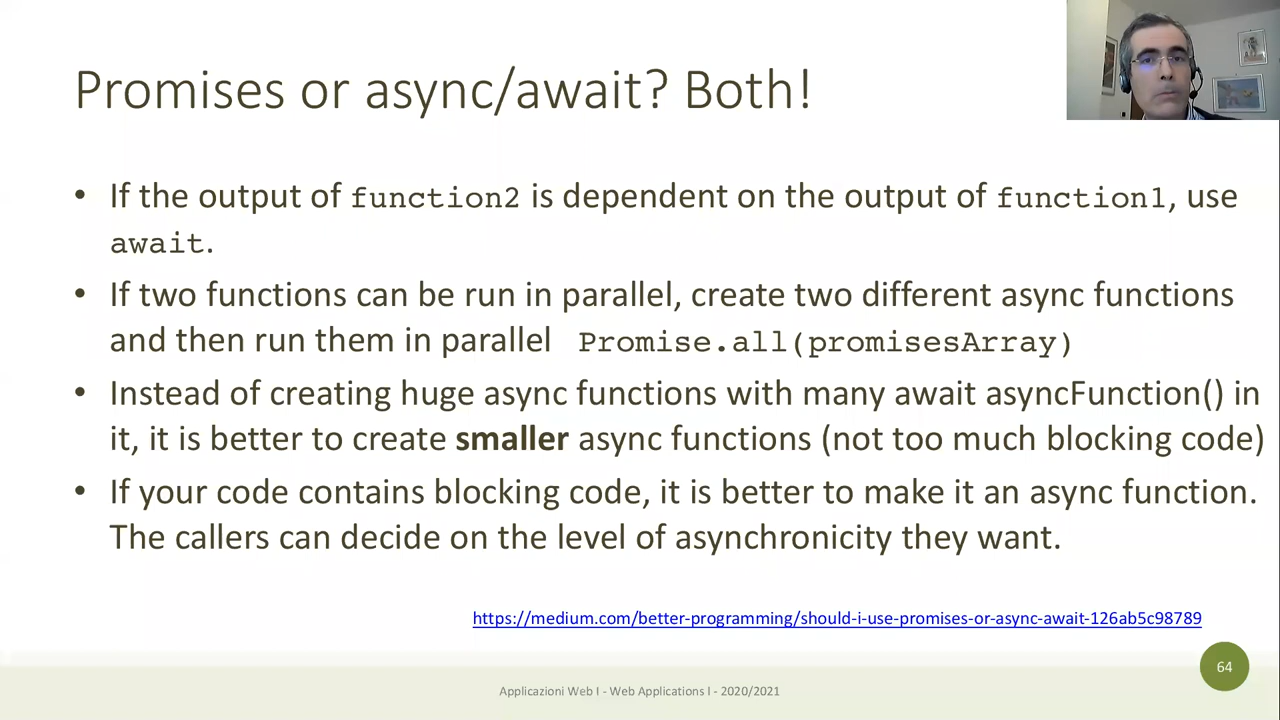 Promises or async/await? Both!
• If the output of function2 is dependent on the output of function1, use
await.
• If two functions can be run in parallel, create two different async functions
and then run them in parallel Promise.all(promisesArray)
• Instead of creating huge async functions with many await asyncFunction() in
it, it is better to create smaller async functions (not too much blocking code)
• If your code contains blocking code, it is better to make it an async function.
The callers can decide on the level of asynchronicity they want.
https://medium.com/better-programming/should-i-use-promises-or-async-await-126ab5c98789
64
Applicazioni Web I - Web Applications I - 2020/2021